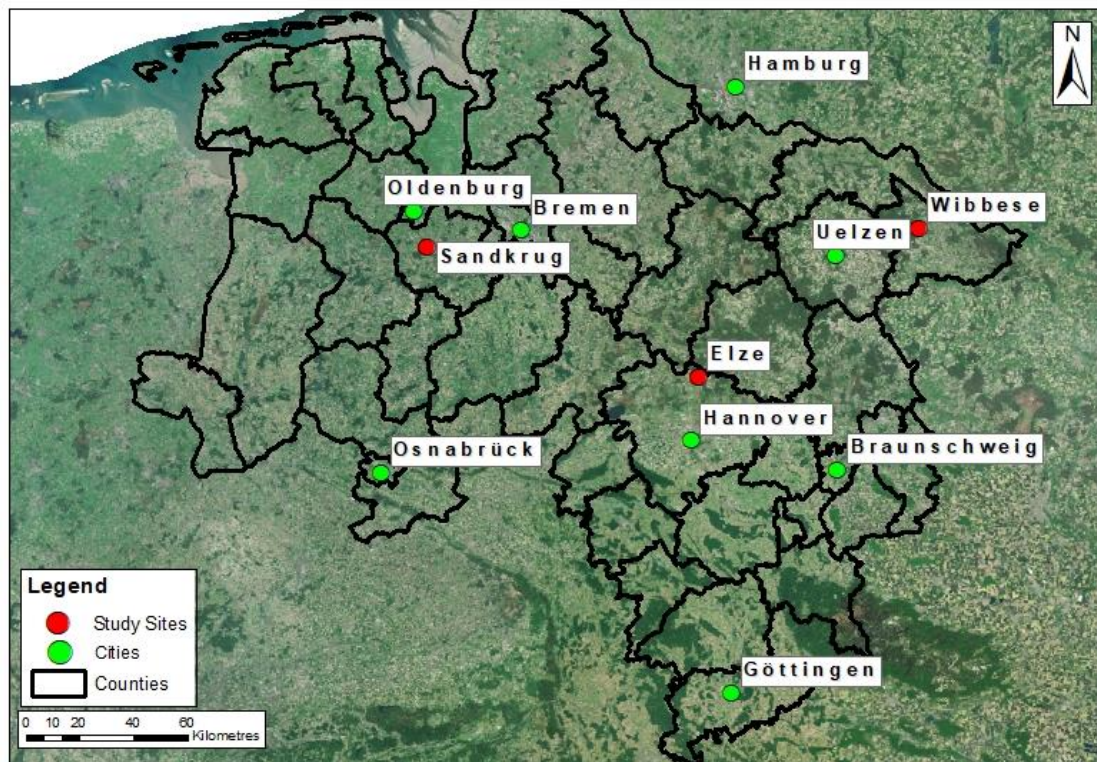 N
Hamburg
Oldenburg
Bremen
Wibbese
Uelzen
Sandkrug
Elze
Hannover
Osnabrück
Braunschweig
Göttingen
Legend
Study Sites
Cities
Counties
0 10 20 40 60
Kilometres